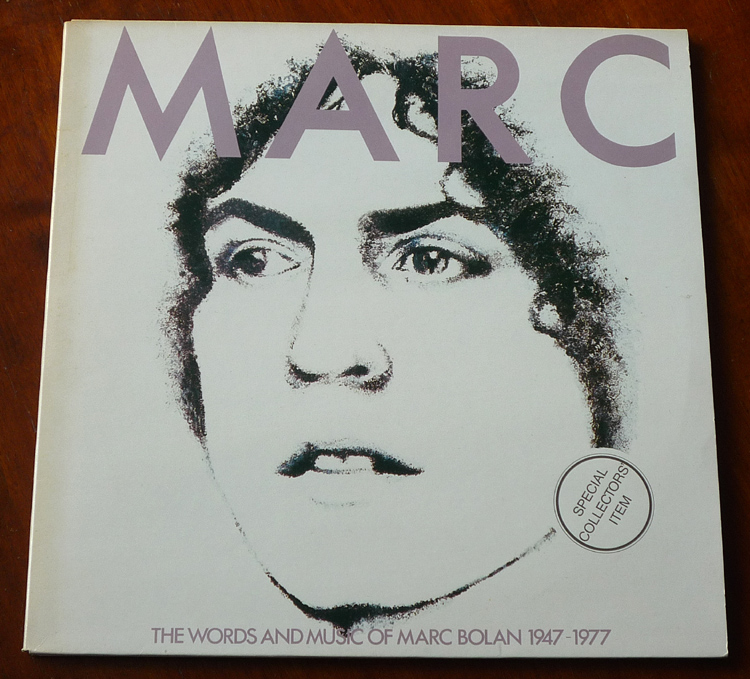 MARC
SPECIAL
COLLECTORS'
ITEM
THE WORDS AND MUSIC OF MARC BOLAN 1947-1977